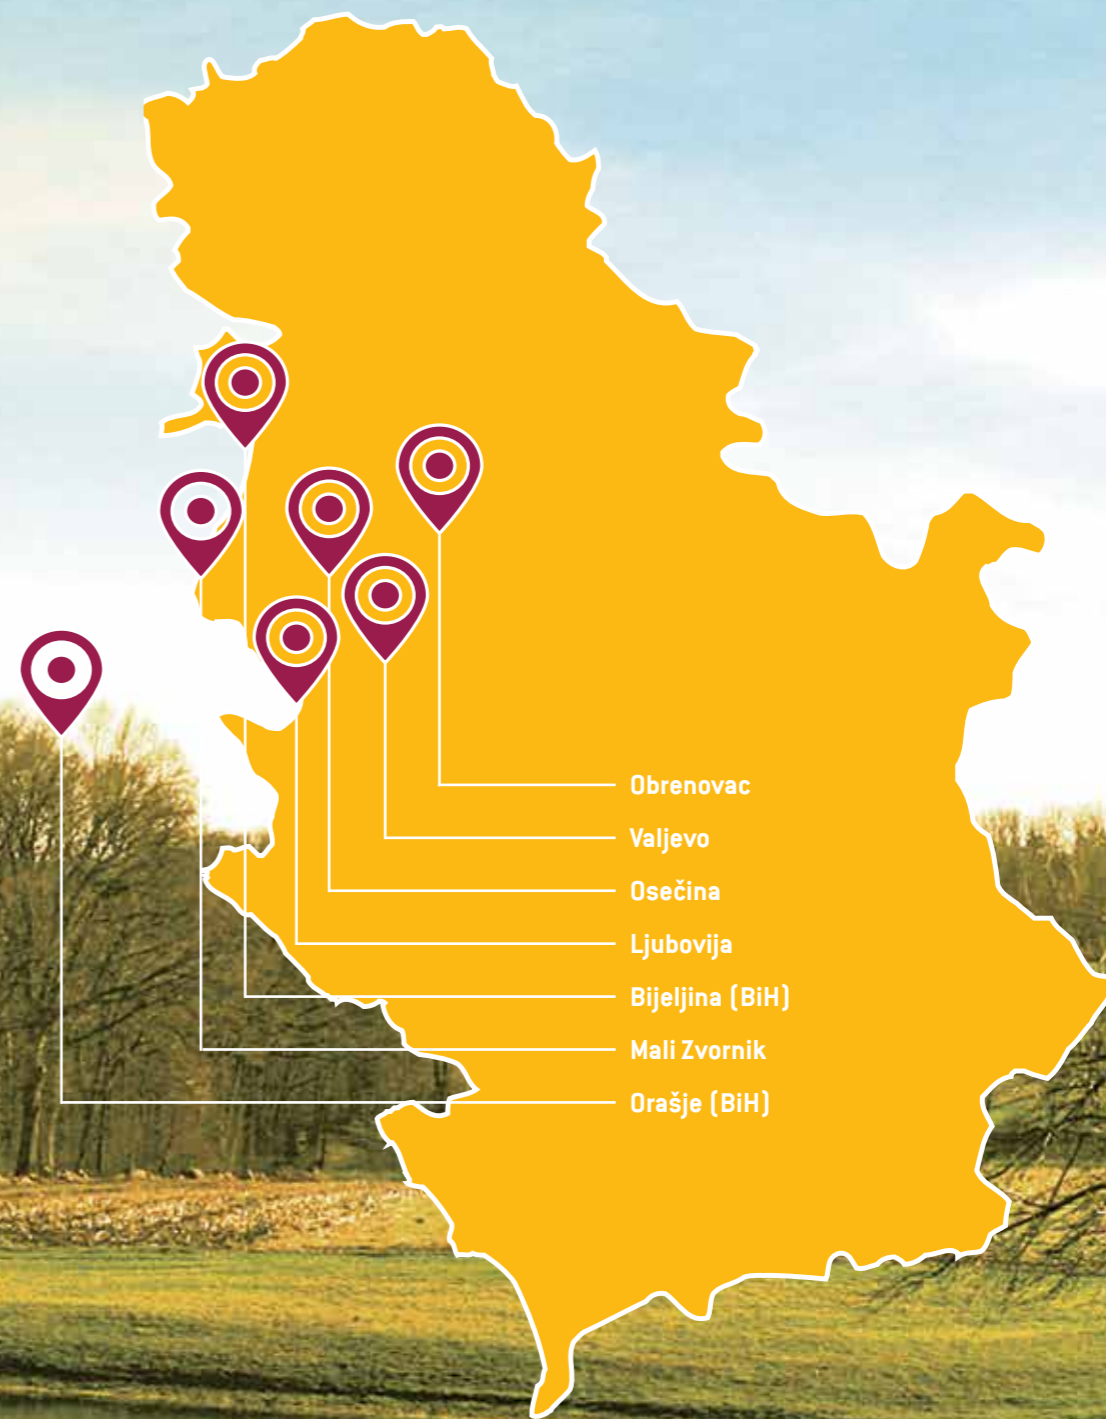 Obrenovac
Valjevo
Osečina
Ljubovija
Bijeljina (BiH)
Mali Zvornik
Orašje (BiH)